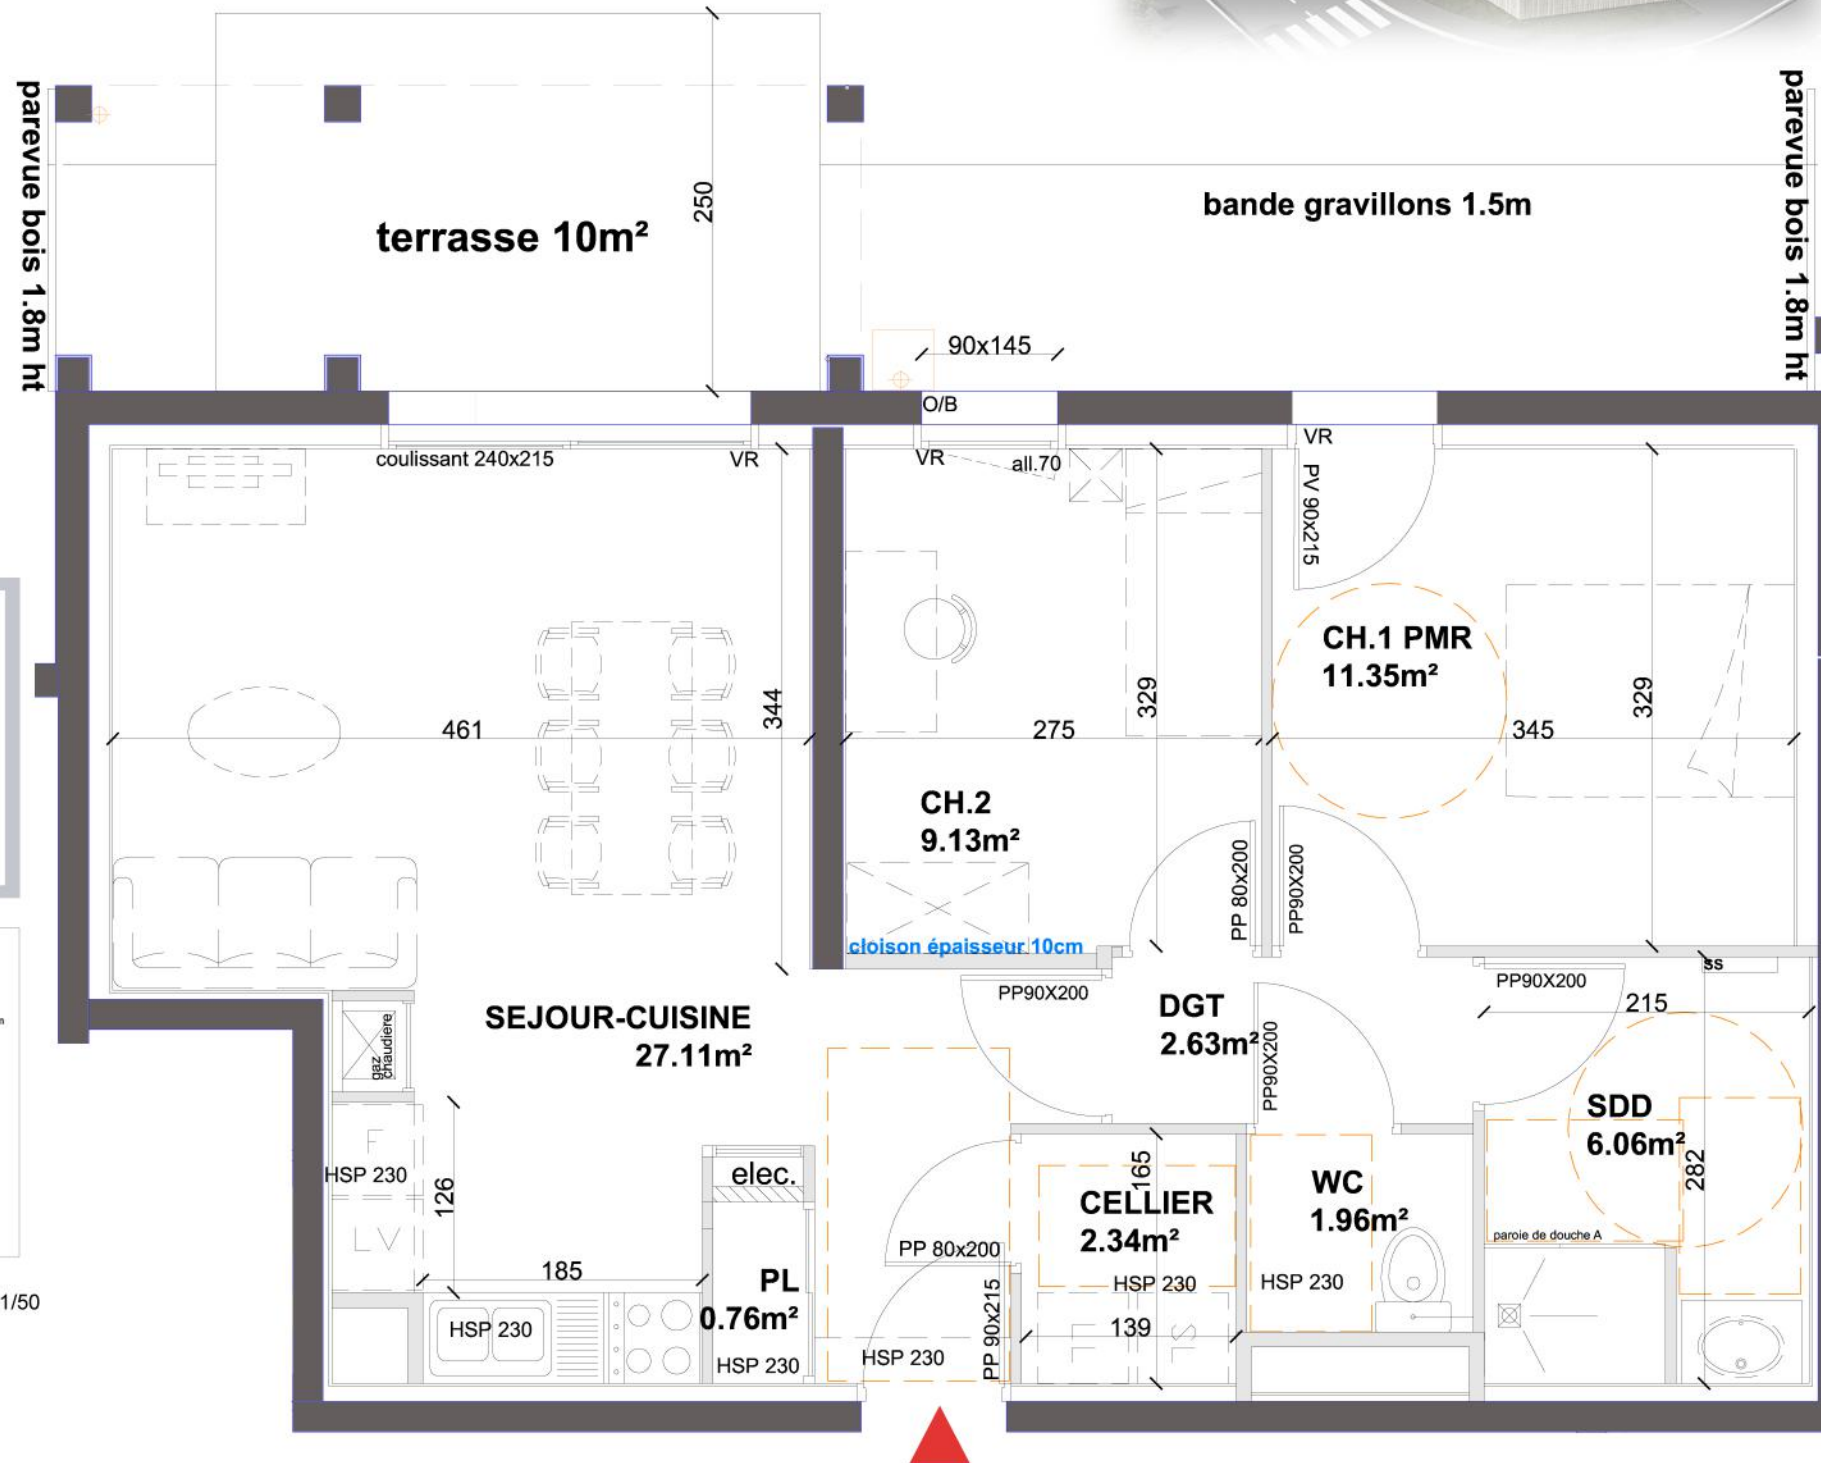 parevue bois 1.8m ht
parevue bois 1.8m ht
250
terrasse 10m²
bande gravillons 1.5m
90x145
O/B
coulissant 240x215
VR
VR
all.70
VR
PV 90x215
CH.1 PMR
11.35m²
461
344
275
329
345
329
CH.2
9.13m²
PP 80x200
PP90X200
cloison épaisseur 10cm
PP90X200
PP90X200
ss
215
SEJOUR-CUISINE
27.11m²
DGT
2.63m²
PP90X200
gaz
chaudiere
SDD
6.06m²
F
HSP 230
126
LV
elec.
165
282
CELLIER
2.34m²
WC
1.96m²
paroie de douche A
PP 80x200
185
PL
0.76m²
HSP 230
HSP 230
HSP 230
HSP 230
HSP 230
PP 90x215
139
LL
SL
1/50